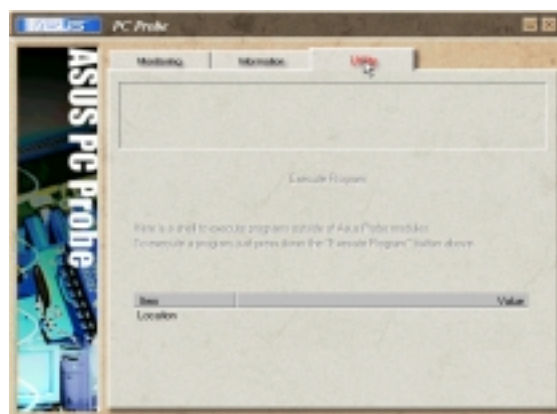 ASUS PC Probe
Monitoring Information Utility
ASUS PC Probe
Execute Program
Here is a shell to execute programs outside of Asus Probe modules
To execute a program just press down the "Execute Program" button above.
Item Value
Location